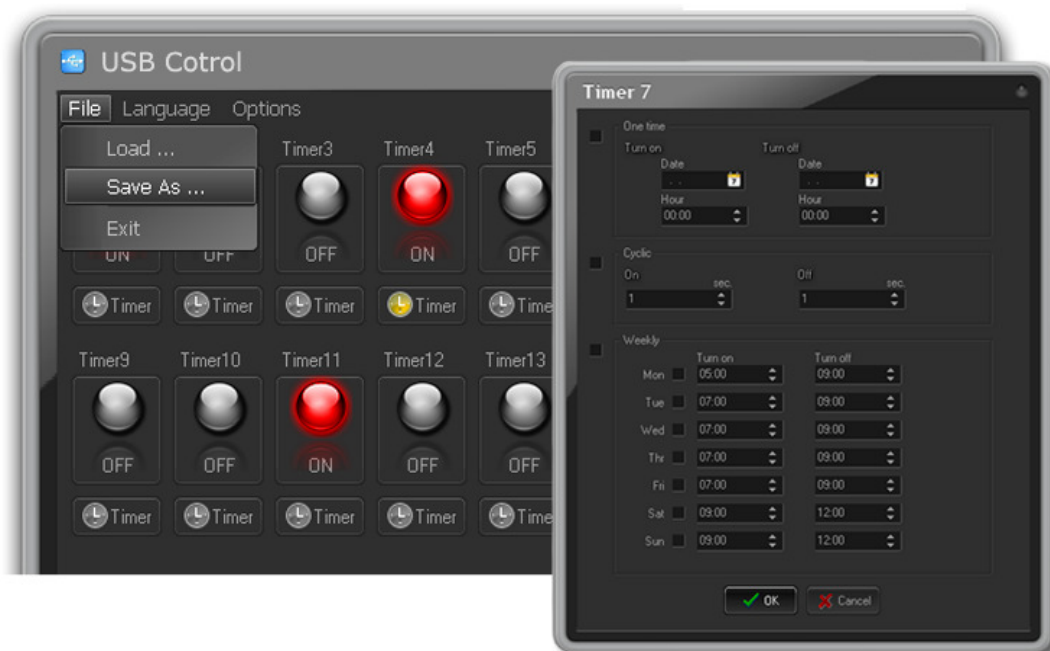 USB Cotrol
File Language Options
Load ...
Save As ...
Exit
Timer3 Timer4 Timer5
ON OFF OFF ON OFF
Timer Timer Timer Timer Time
Timer9 Timer10 Timer11 Timer12 Timer13
OFF OFF ON OFF OFF
Timer Timer Timer Timer Time
Timer 7
One time
Turn on Turn off
Date Date
. . 7 . . 7
Hour Hour
00:00 00:00
Cyclic
On Off
sec. sec.
1 1
Weekly
Turn on Turn off
Mon 05:00 09:00
Tue 07:00 09:00
Wed 07:00 09:00
Thr 07:00 09:00
Fri 07:00 09:00
Sat 09:00 12:00
Sun 09:00 12:00
OK Cancel